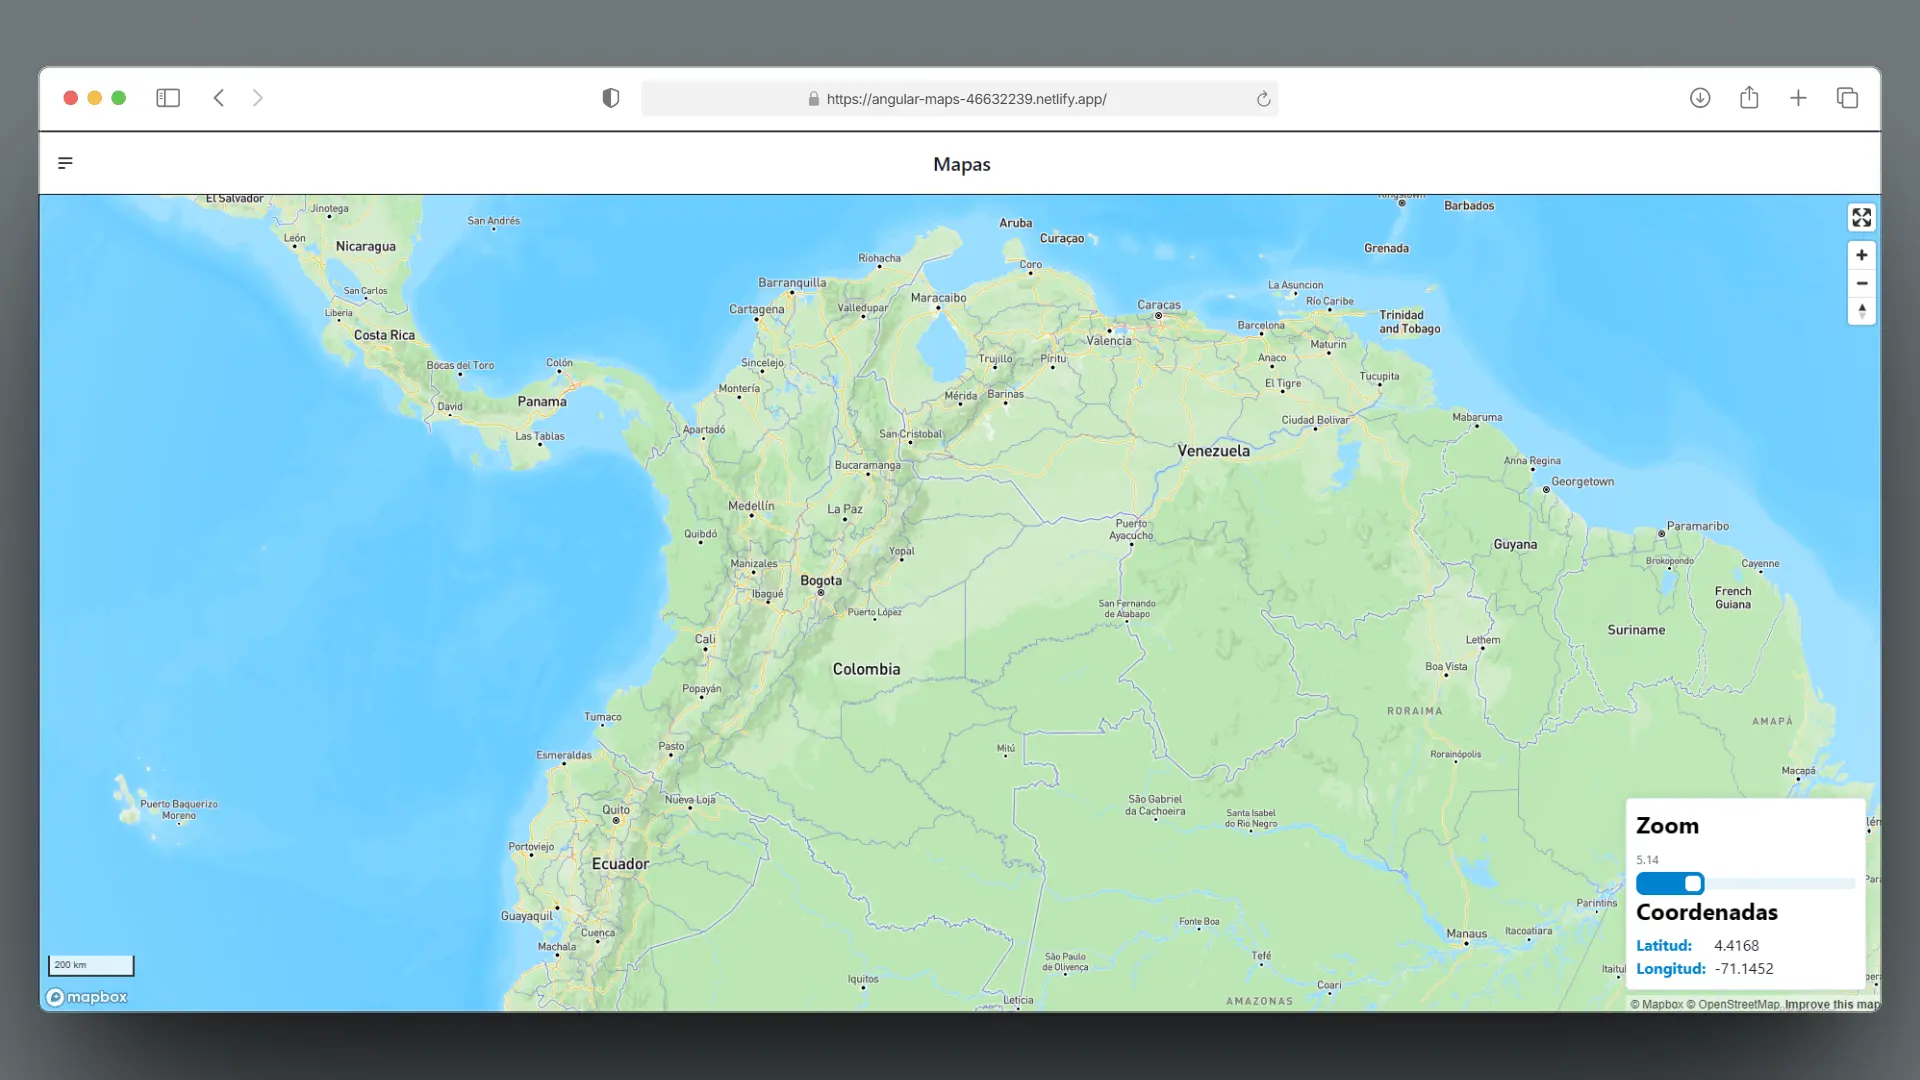 https://angular-maps-46632239.netlify.app/
Mapas
El Salvador
Jinotega
San Andrés
Aruba
Barbados
León
Nicaragua
Curaçao
Grenada
Riohacha
Coro
San Carlos
Barranquilla
Maracaibo
La Asuncion
Liberia
Cartagena
Valledupar
Caracas
Río Caribe
Costa Rica
Barcelona
Trinidad
and Tobago
Valencia
Maturin
Bocas del Toro
Colón
Sincelejo
Trujillo
Píritu
Anaco
Montería
El Tigre
Tucupita
David
Panama
Mérida
Barinas
Las Tablas
Apartadó
San Cristobal
Ciudad Bolivar
Mabaruma
Bucaramanga
Venezuela
Anna Regina
Georgetown
Medellín
La Paz
Puerto
Ayacucho
Paramaribo
Quibdó
Yopal
Guyana
Manizales
Brokopondo
Cayenne
Bogota
Ibagué
Puerto López
San Fernando
de Atabapo
French
Guiana
Cali
Suriname
Lethem
Colombia
Boa Vista
Popayán
RORAIMA
Tumaco
AMAPÁ
Esmeraldas
Pasto
Mitú
Rorainópolis
Macapá
Puerto Baquerizo
Moreno
Quito
Nueva Loja
São Gabriel
da Cachoeira
Santa Isabel
do Rio Negro
Portoviejo
Ecuador
Guayaquil
Cuenca
Machala
Fonte Boa
Manaus
Itacoatiara
Parintins
São Paulo
de Olivença
Tefé
Iquitos
Coari
Leticia
AMAZONAS
Zoom
5.14
Coordenadas
Latitud: 4.4168
Longitud: -71.1452
200 km
mapbox
© Mapbox © OpenStreetMap Improve this map